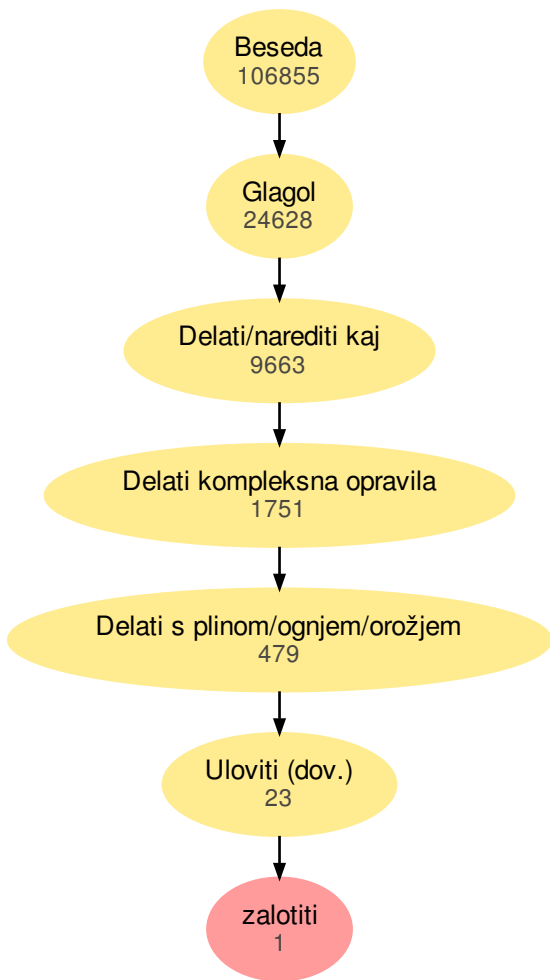 Beseda
106855
Glagol
24628
Delati/narediti kaj
9663
Delati kompleksna opravila
1751
Delati s plinom/ognjem/orožjem
479
Uloviti (dov.)
23
zalotiti
1